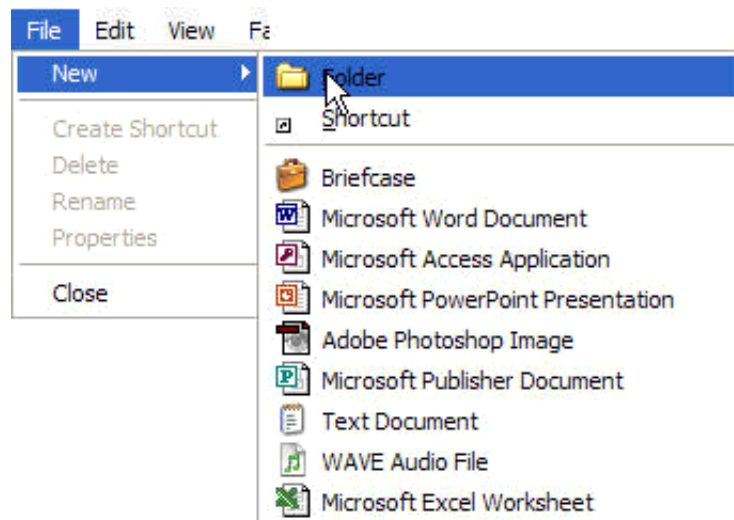 File Edit View Fa
New
Create Shortcut
Delete
Rename
Properties
Close
Folder
Shortcut
Briefcase
Microsoft Word Document
Microsoft Access Application
Microsoft PowerPoint Presentation
Adobe Photoshop Image
Microsoft Publisher Document
Text Document
WAVE Audio File
Microsoft Excel Worksheet